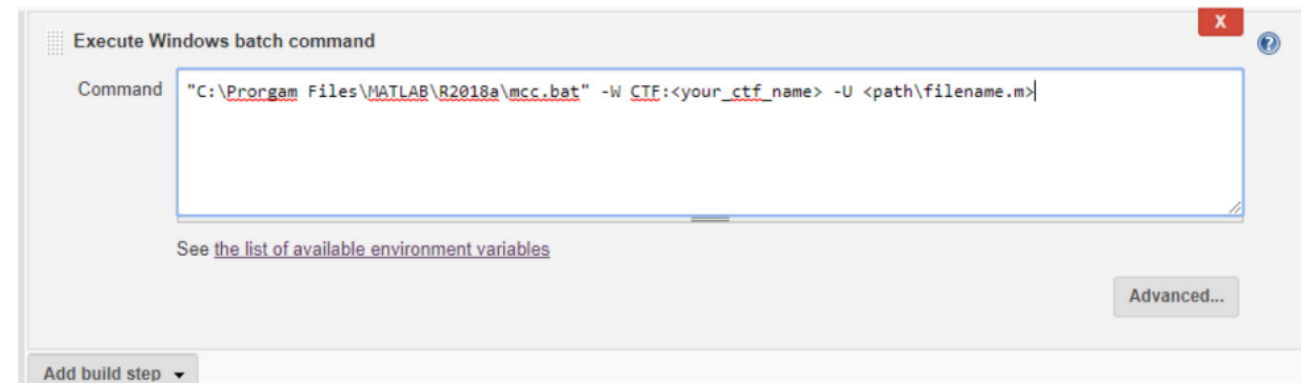 X
Execute Windows batch command
?
Command
"C:\Prorgam Files\MATLAB\R2018a\mcc.bat" -W CTF:<your_ctf_name> -U <path\filename.m>
See the list of available environment variables
Advanced...
Add build step